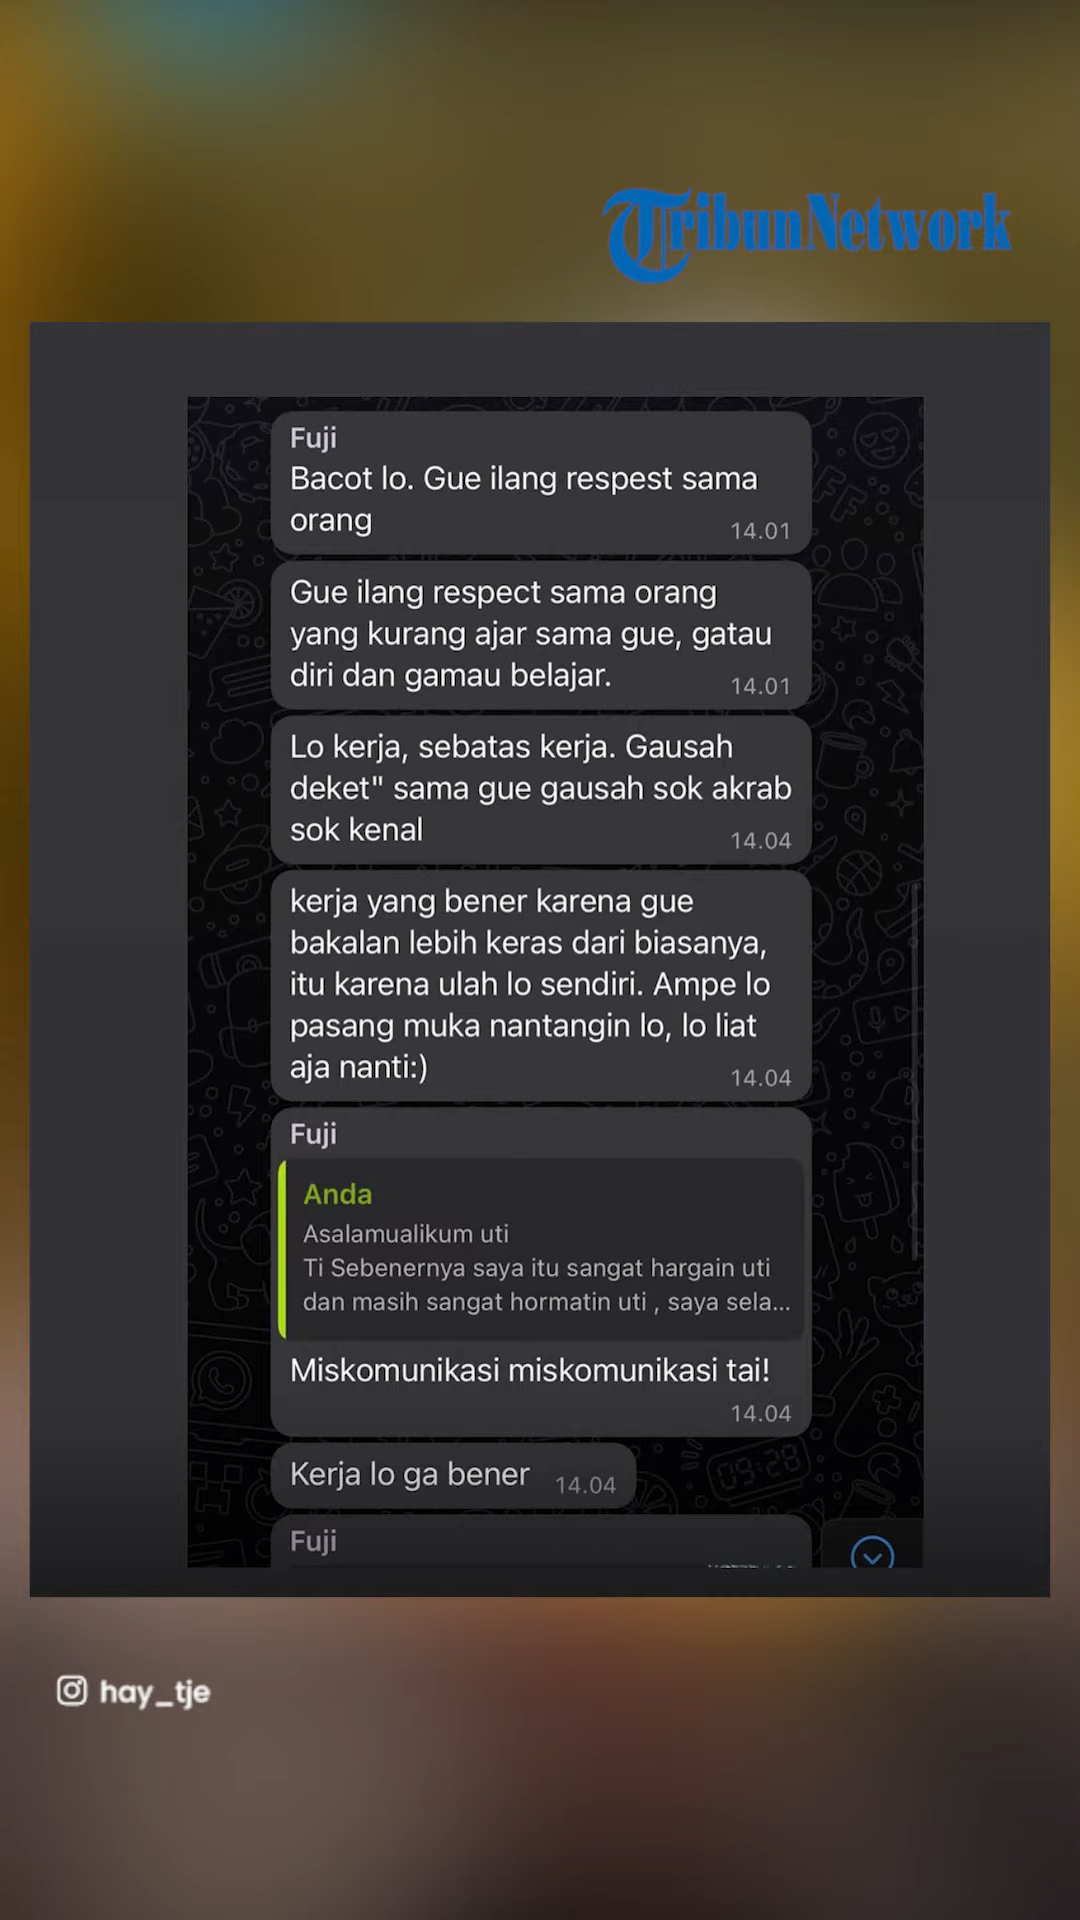 TribunNetwork
Fuji
Bacot lo. Gue ilang respest sama
orang
14.01
Gue ilang respect sama orang
yang kurang ajar sama gue, gatau
diri dan gamau belajar.
14.01
Lo kerja, sebatas kerja. Gausah
deket" sama gue gausah sok akrab
sok kenal
14.04
kerja yang bener karena gue
bakalan lebih keras dari biasanya,
itu karena ulah lo sendiri. Ampe lo
pasang muka nantangin lo, lo liat
aja nanti:)
14.04
Fuji
Anda
Asalamualikum uti
Ti Sebenernya saya itu sangat hargain uti
dan masih sangat hormatin uti , saya sela...
Miskomunikasi miskomunikasi tai!
14.04
Kerja lo ga bener
14.04
Fuji
hay_tje